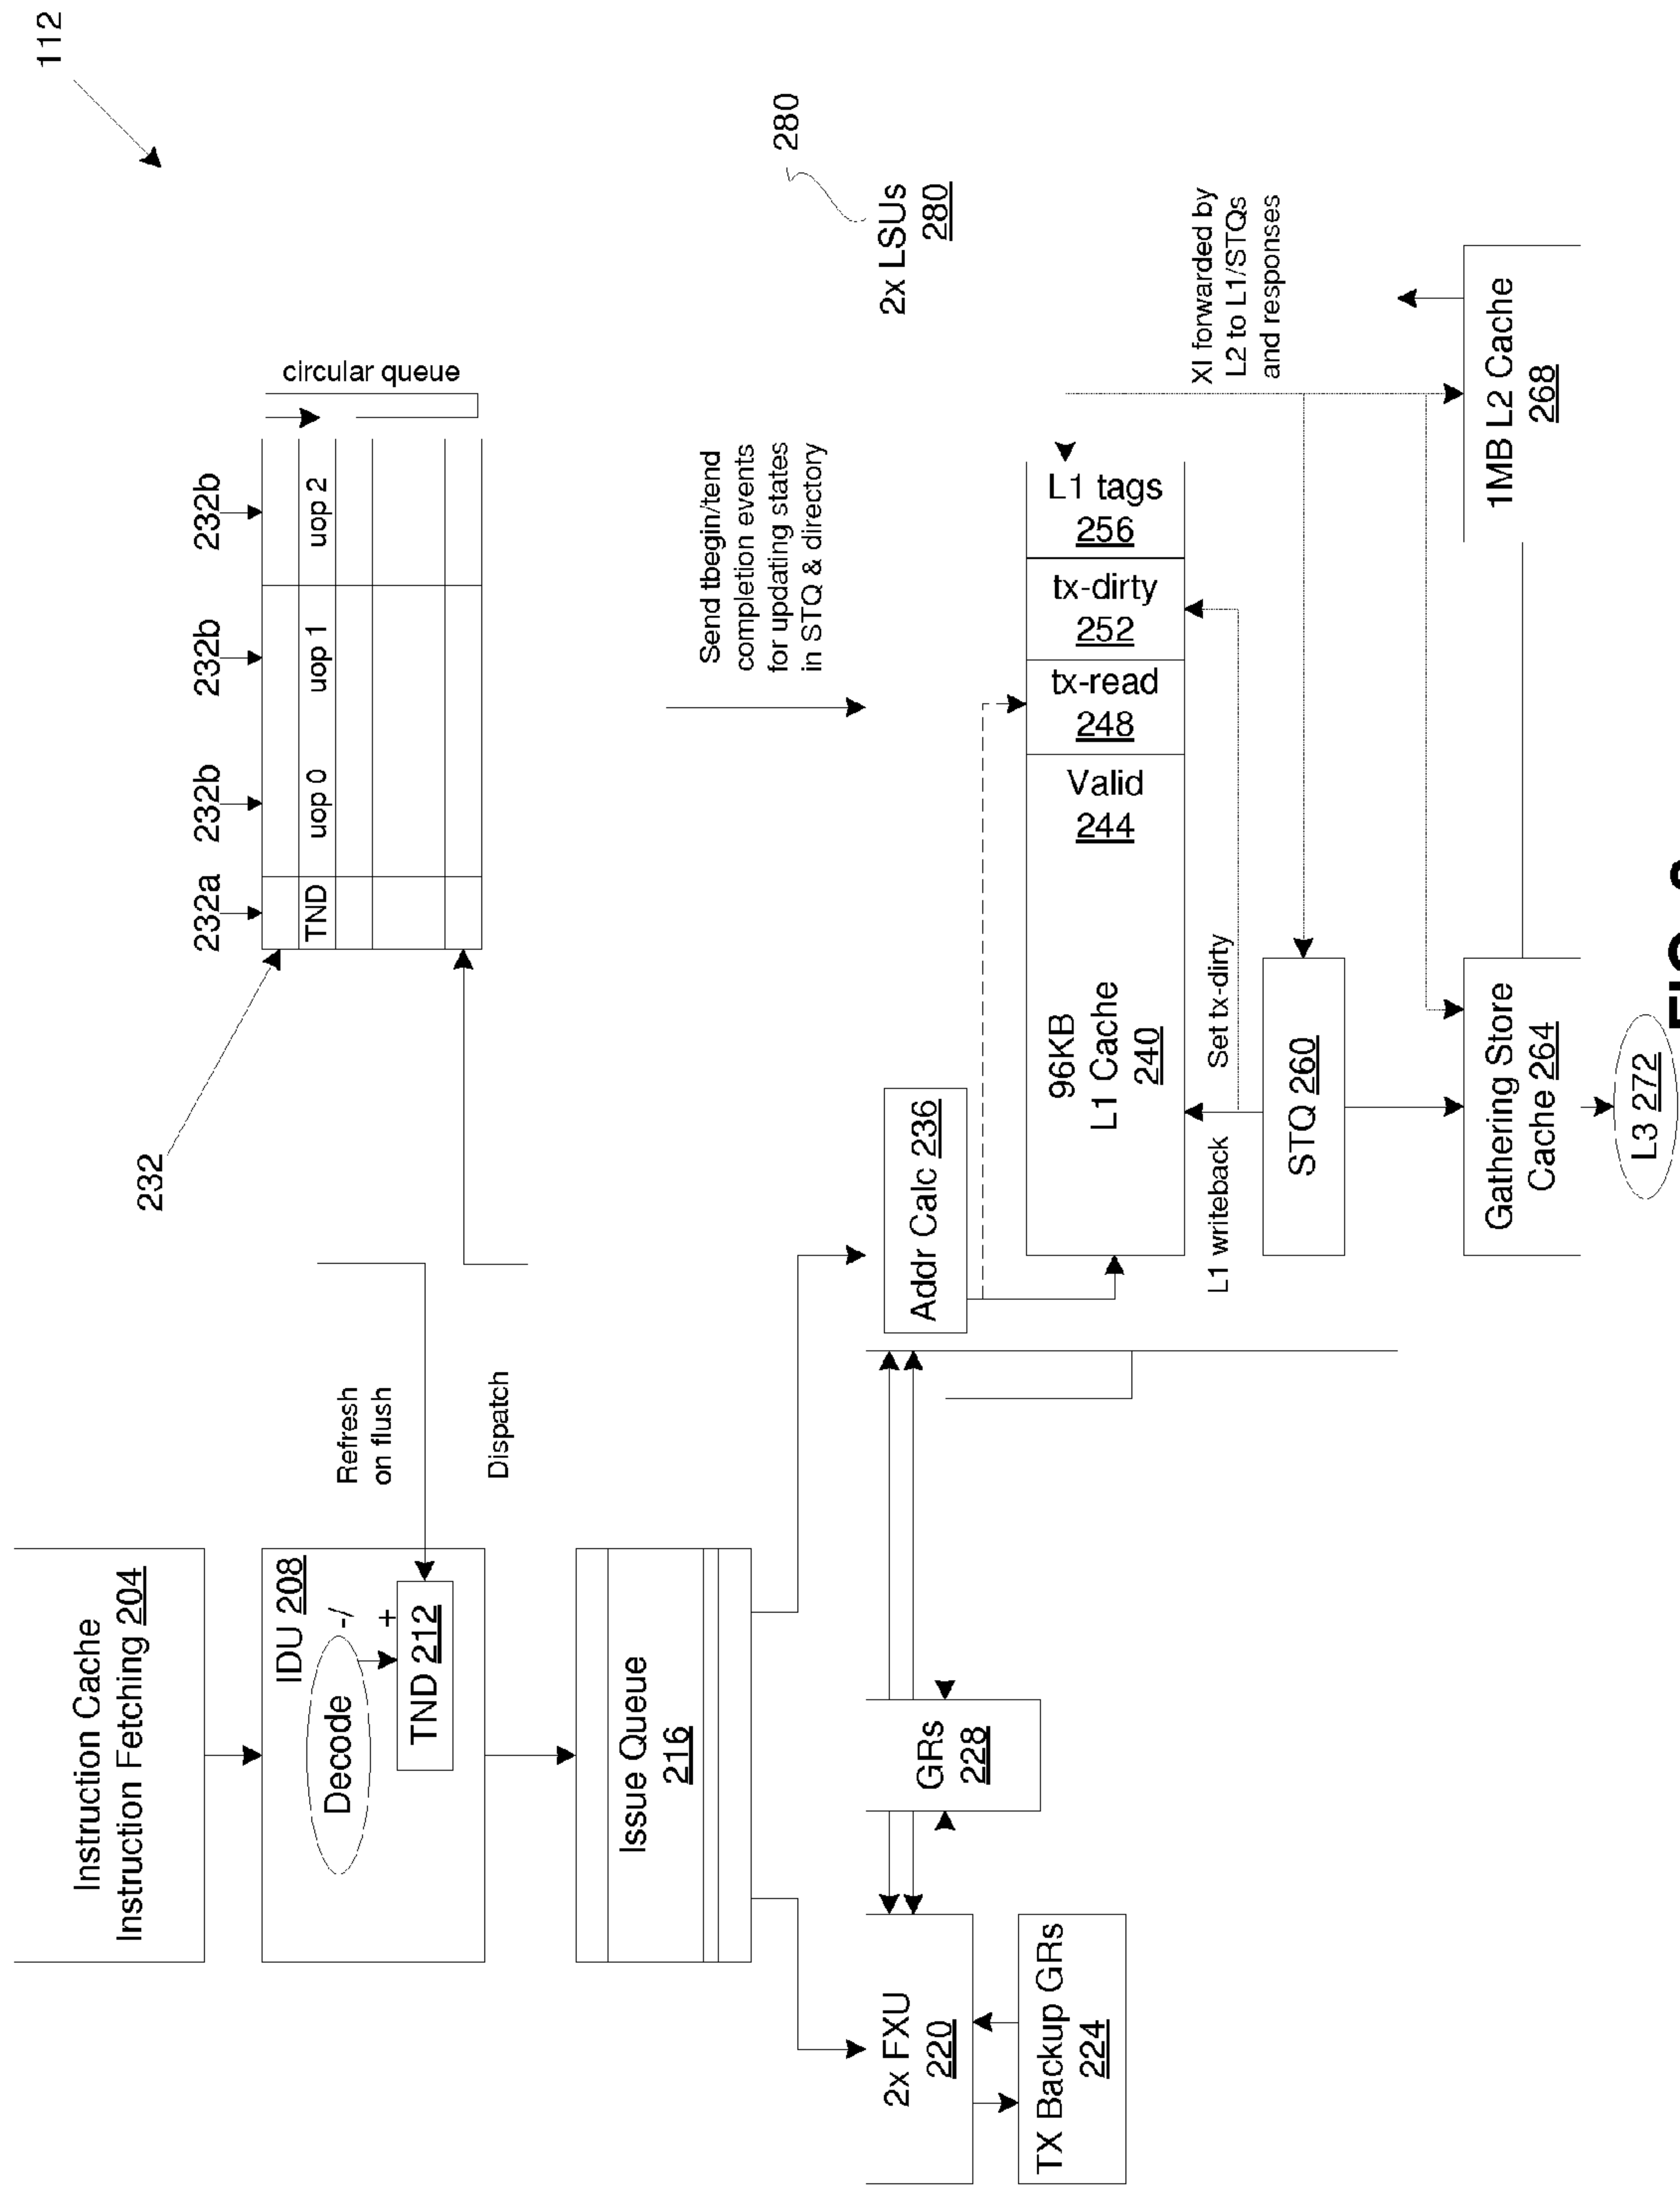 112
Instruction Cache
Instruction Fetching 204
IDU 208
Decode
-/
+
TND 212
Refresh
on flush
Dispatch
232
232a
232b
232b
232b
TND
uop 0
uop 1
uop 2
circular queue
Issue Queue
216
Send tbegin/tend
completion events
for updating states
in STQ & directory
280
2x LSUs
280
2x FXU
220
TX Backup GRs
224
GRs
228
Addr Calc 236
96KB
L1 Cache
240
Valid
244
tx-read
248
tx-dirty
252
L1 tags
256
L1 writeback
Set tx-dirty
XI forwarded by
L2 to L1/STQs
and responses
STQ 260
Gathering Store
Cache 264
1MB L2 Cache
268
L3 272